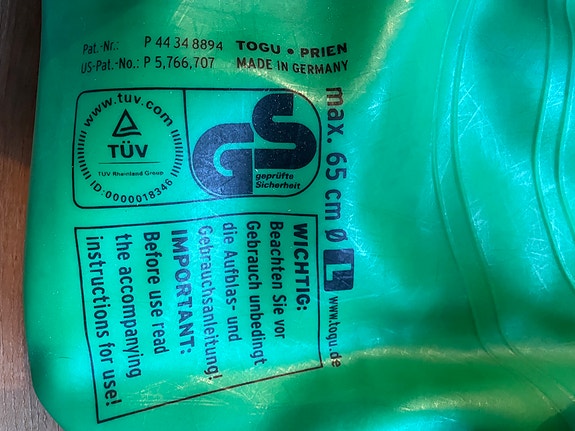 Pat.-Nr.: P 44 34 8894
US-Pat.-No.: P 5,766,707
TOGU • PRIEN
MADE IN GERMANY
www.tuv.com
TÜV
TÜV Rheinland Group
ID:0000018346
GS
geprüfte
Sicherheit
max. 65 cm ø L
www.togu.de
WICHTIG:
Beachten Sie vor
Gebrauch unbedingt
die Aufblas- und
Gebrauchsanleitung!
IMPORTANT:
Before use read
the accompanying
instructions for use!